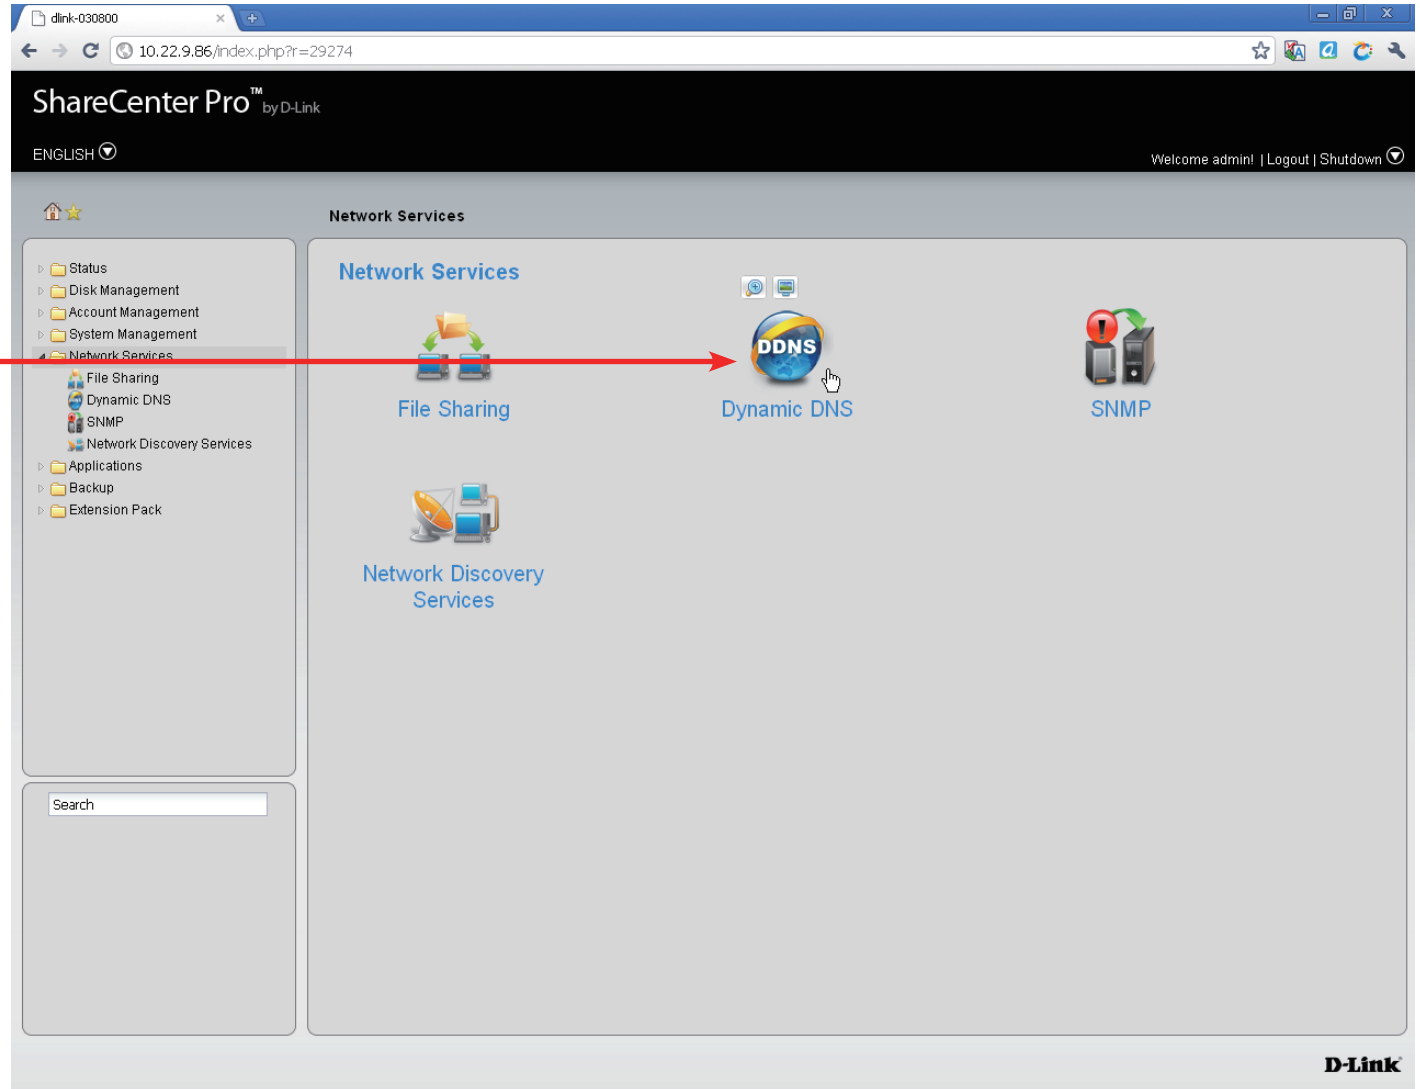 dlink-030800
10.22.9.86/index.php?r=29274
ShareCenter Pro™ by D-Link
ENGLISH
Welcome admin! | Logout | Shutdown
Network Services
Status
Disk Management
Account Management
System Management
Network Services
File Sharing
Dynamic DNS
SNMP
Network Discovery Services
Applications
Backup
Extension Pack
Search
Network Services
DDNS
File Sharing
Dynamic DNS
SNMP
Network Discovery
Services
D-Link